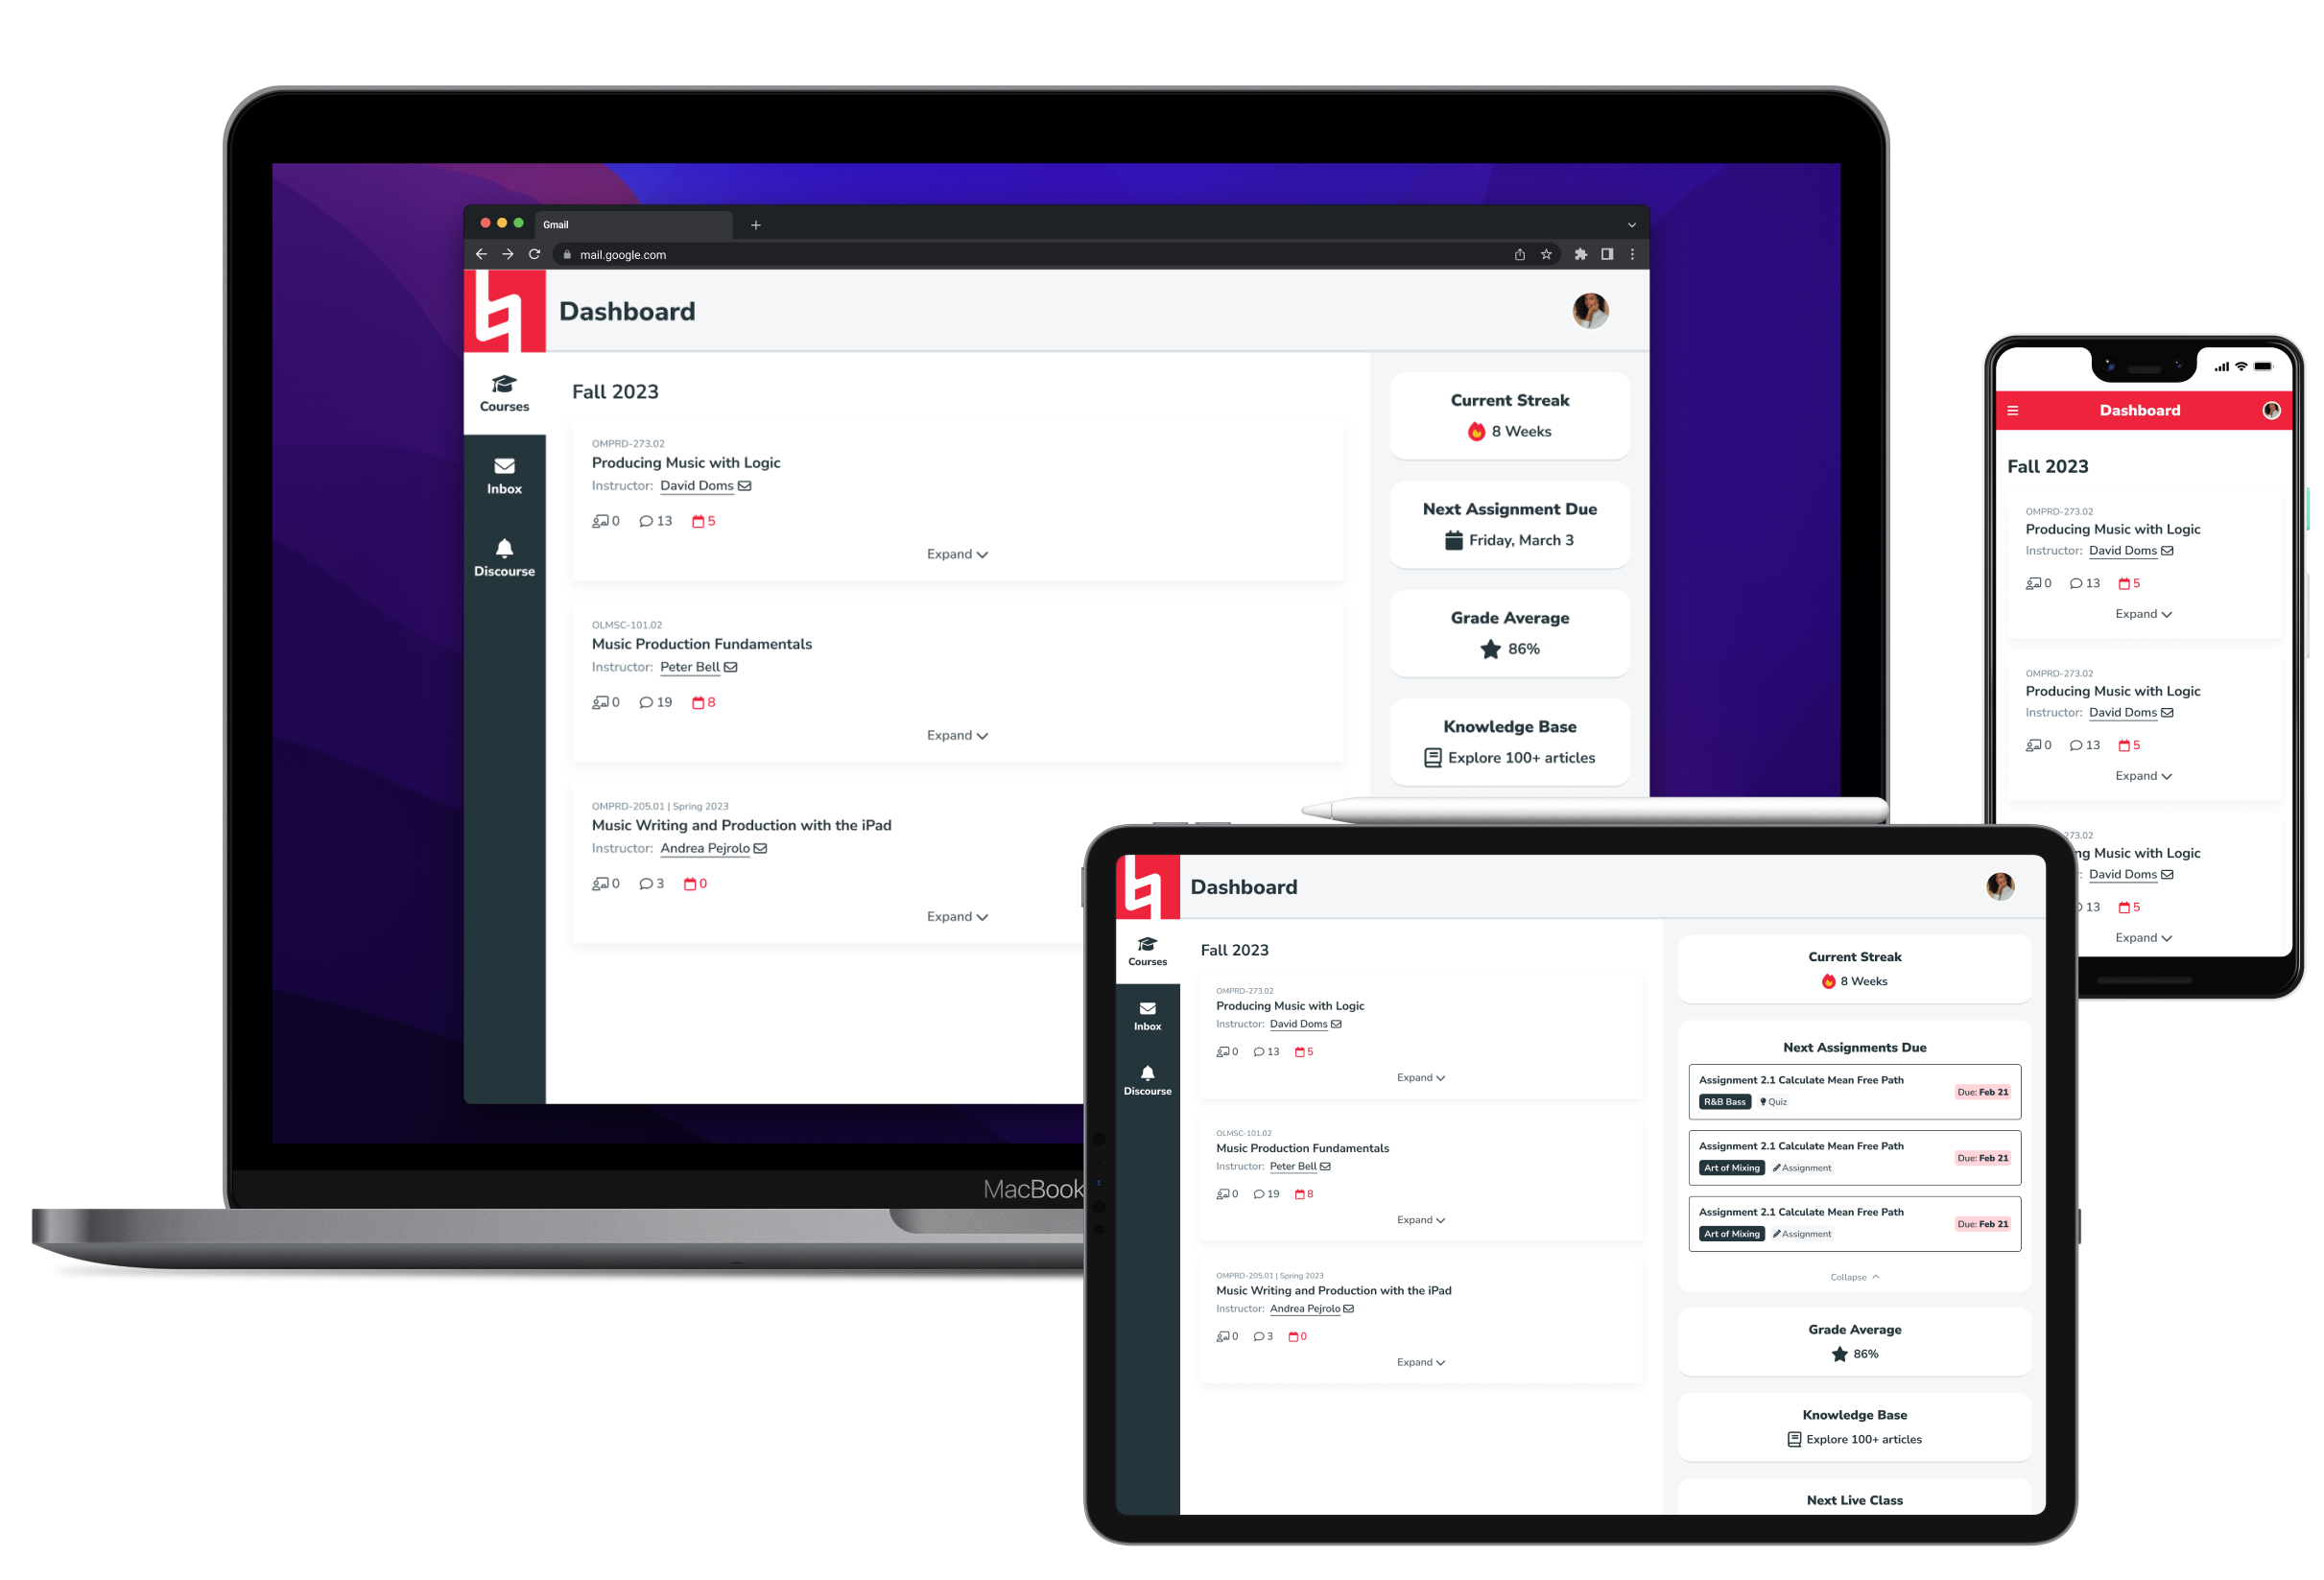 Gmail
mail.google.com
Dashboard
Courses
Inbox
Discourse
Fall 2023
OMPRD-273.02
Producing Music with Logic
Instructor: David Doms
0 13 5
Expand
OLMSC-101.02
Music Production Fundamentals
Instructor: Peter Bell
0 19 8
Expand
OMPRD-205.01 | Spring 2023
Music Writing and Production with the iPad
Instructor: Andrea Pejrolo
0 3 0
Expand
Current Streak
8 Weeks
Next Assignment Due
Friday, March 3
Grade Average
86%
Knowledge Base
Explore 100+ articles
MacBook
Dashboard
Courses
Inbox
Discourse
Fall 2023
OMPRD-273.02
Producing Music with Logic
Instructor: David Doms
0 13 5
Expand
OLMSC-101.02
Music Production Fundamentals
Instructor: Peter Bell
0 19 8
Expand
OMPRD-205.01 | Spring 2023
Music Writing and Production with the iPad
Instructor: Andrea Pejrolo
0 3 0
Expand
Current Streak
8 Weeks
Next Assignments Due
Assignment 2.1 Calculate Mean Free Path
R&B Bass Quiz
Due: Feb 21
Assignment 2.1 Calculate Mean Free Path
Art of Mixing Assignment
Due: Feb 21
Assignment 2.1 Calculate Mean Free Path
Art of Mixing Assignment
Due: Feb 21
Collapse
Grade Average
86%
Knowledge Base
Explore 100+ articles
Next Live Class
Dashboard
Fall 2023
OMPRD-273.02
Producing Music with Logic
Instructor: David Doms
0 13 5
Expand
OMPRD-273.02
Producing Music with Logic
Instructor: David Doms
0 13 5
Expand
273.02
ng Music with Logic
: David Doms
13 5
Expand